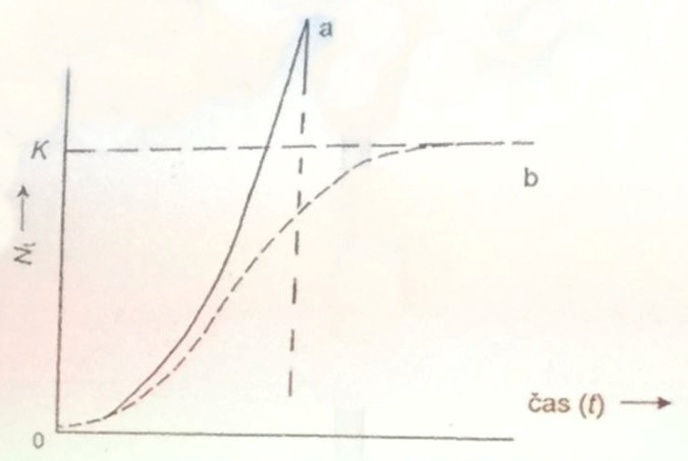 a
K
b
Nt →
čas (t) →
0